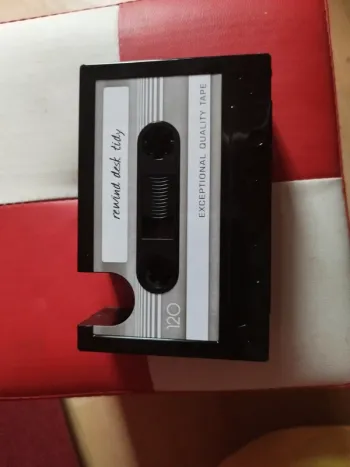 rewind desk tidy
120
EXCEPTIONAL QUALITY TAPE